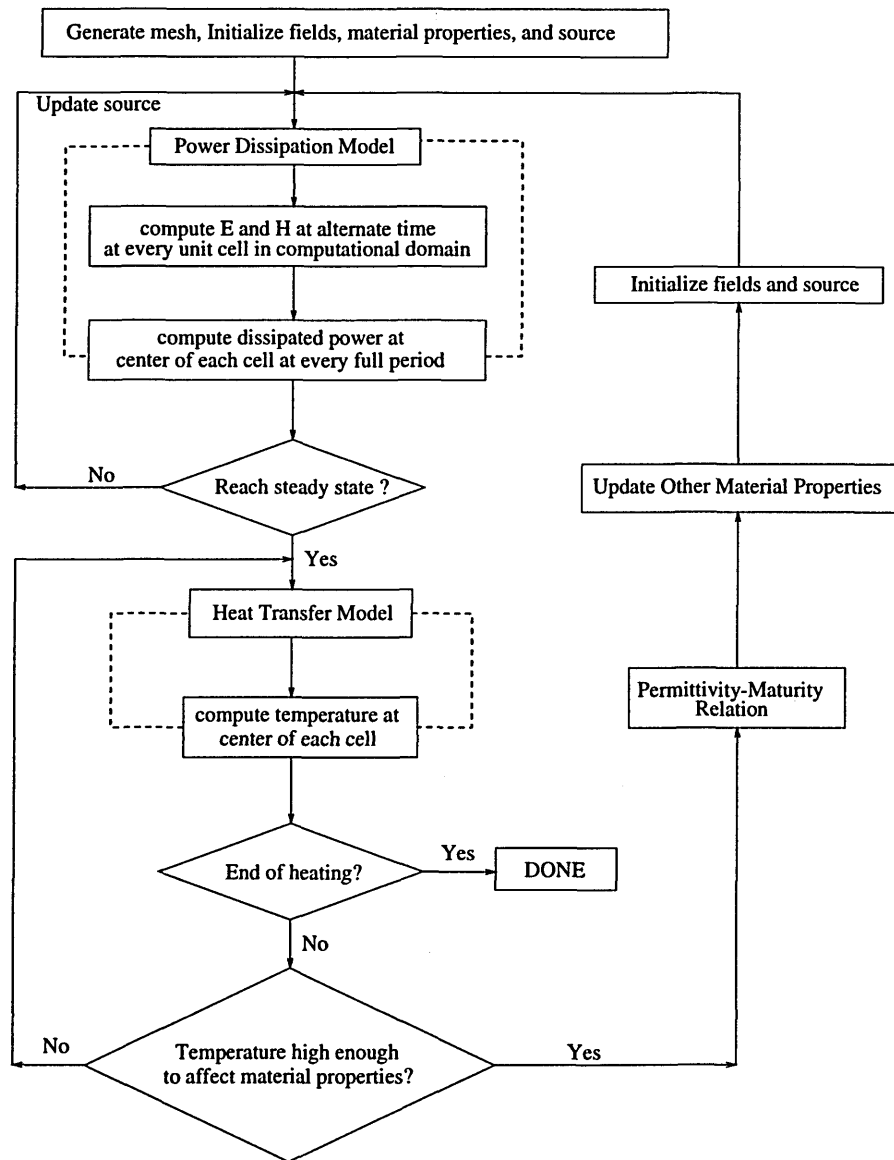 Generate mesh, Initialize fields, material properties, and source
Update source
Power Dissipation Model
compute E and H at alternate time
at every unit cell in computational domain
Initialize fields and source
compute dissipated power at
center of each cell at every full period
No
Reach steady state ?
Update Other Material Properties
Yes
Heat Transfer Model
Permittivity-Maturity
Relation
compute temperature at
center of each cell
End of heating?
Yes
DONE
No
No
Temperature high enough
to affect material properties?
Yes